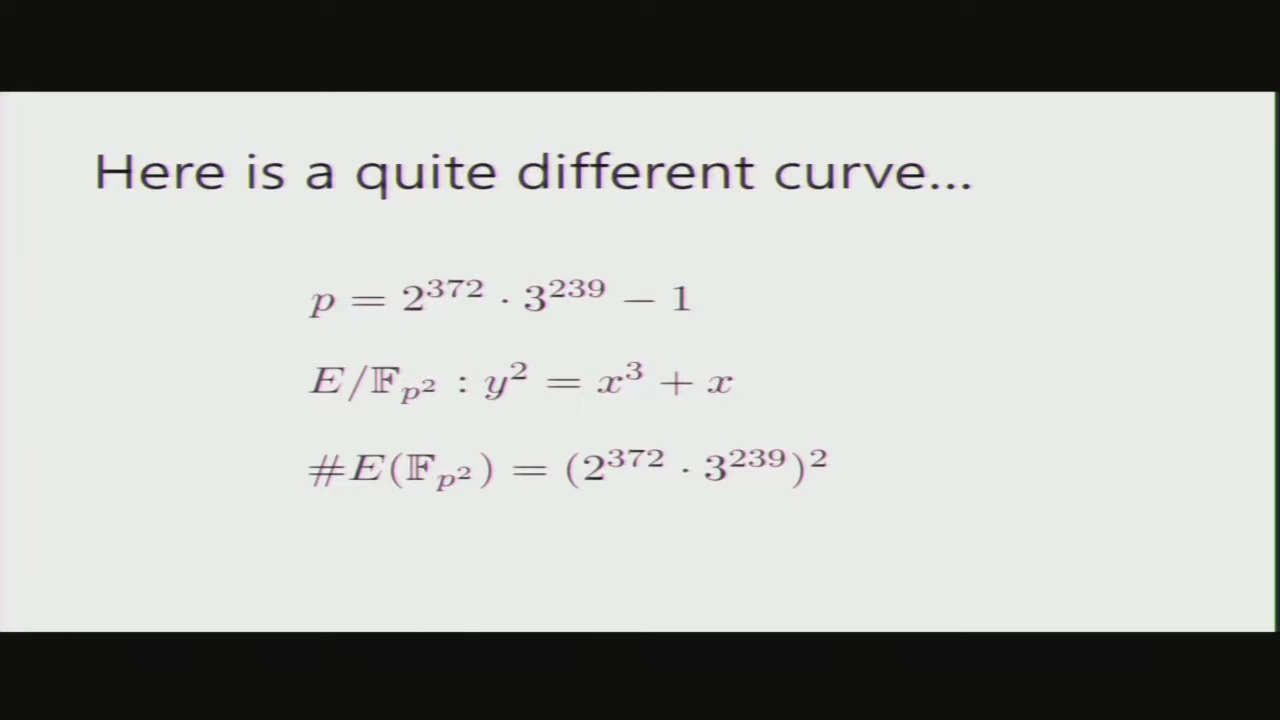 Here is a quite different curve...
p = 2^372 · 3^239 − 1
E/𝔽_{p^2} : y^2 = x^3 + x
#E(𝔽_{p^2}) = (2^372 · 3^239)^2